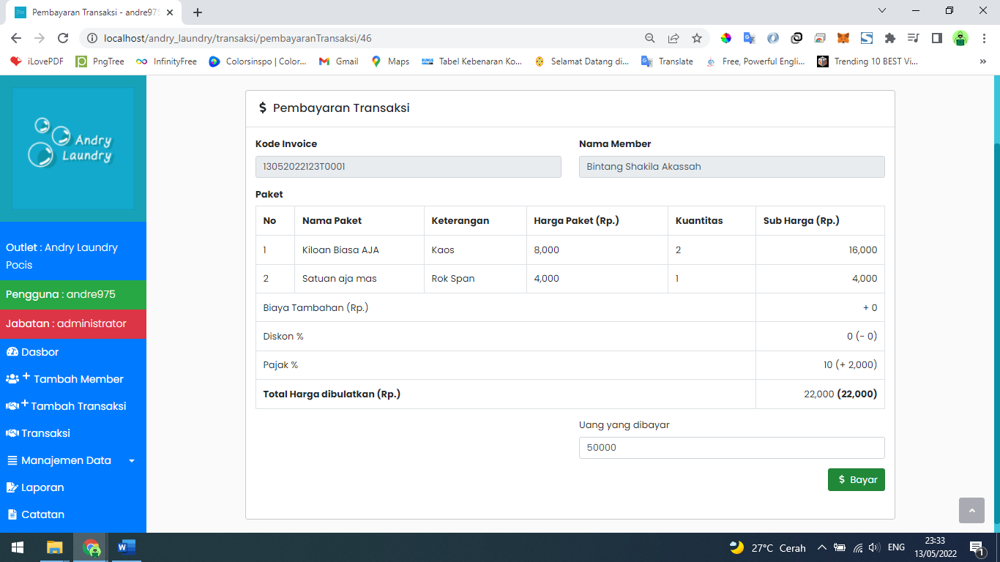 Pembayaran Transaksi - andre975
localhost/andry_laundry/transaksi/pembayaranTransaksi/46
iLovePDF PngTree InfinityFree Colorsinspo | Color... Gmail Maps Tabel Kebenaran Ko... Selamat Datang di... Translate Free, Powerful Engli... Trending 10 BEST Vi... »
Andry
Laundry
Outlet : Andry Laundry
Pocis
Pengguna : andre975
Jabatan : administrator
Dasbor
Tambah Member
Tambah Transaksi
Transaksi
Manajemen Data
Laporan
Catatan
$ Pembayaran Transaksi
Kode Invoice Nama Member
13052022123T0001 Bintang Shakila Akassah
Paket
No Nama Paket Keterangan Harga Paket (Rp.) Kuantitas Sub Harga (Rp.)
1 Kiloan Biasa AJA Kaos 8,000 2 16,000
2 Satuan aja mas Rok Span 4,000 1 4,000
Biaya Tambahan (Rp.) + 0
Diskon % 0 (- 0)
Pajak % 10 (+ 2,000)
Total Harga dibulatkan (Rp.) 22,000 (22,000)
Uang yang dibayar
50000
$ Bayar
27°C Cerah ENG 23:33
13/05/2022
1